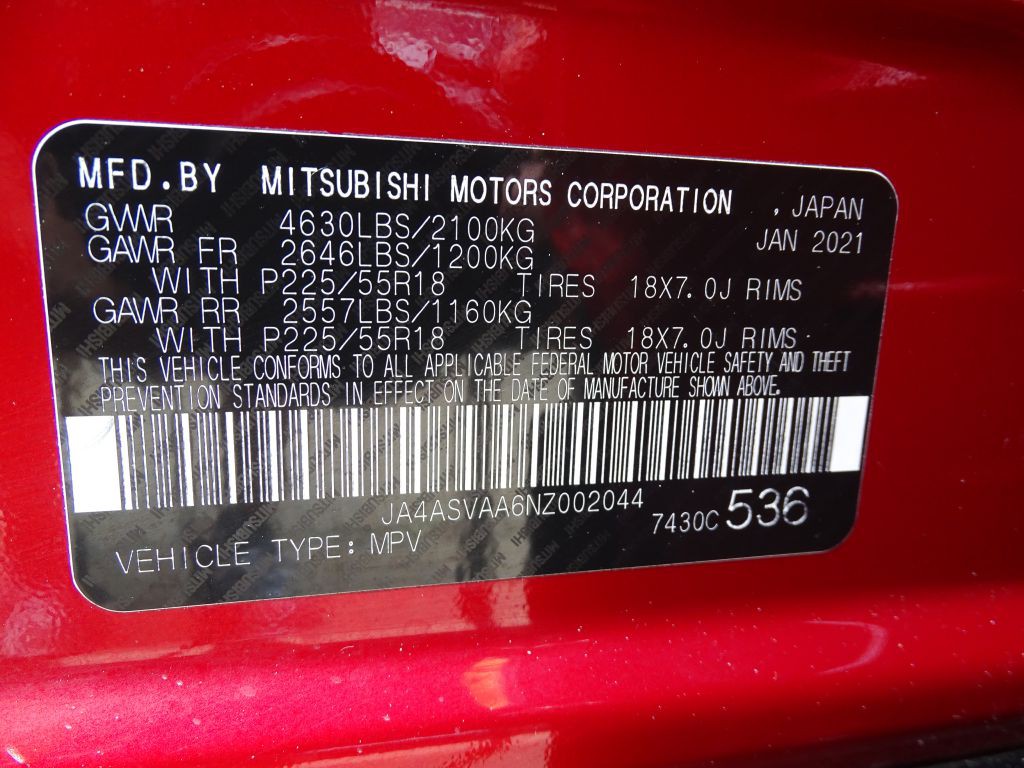 MFD.BY MITSUBISHI MOTORS CORPORATION , JAPAN
GVWR 4630LBS/2100KG JAN 2021
GAWR FR 2646LBS/1200KG
WITH P225/55R18 TIRES 18X7.0J RIMS
GAWR RR 2557LBS/1160KG
WITH P225/55R18 TIRES 18X7.0J RIMS
THIS VEHICLE CONFORMS TO ALL APPLICABLE FEDERAL MOTOR VEHICLE SAFETY AND THEFT
PREVENTION STANDARDS IN EFFECT ON THE DATE OF MANUFACTURE SHOWN ABOVE.
JA4ASVAA6NZ002044 7430C 536
VEHICLE TYPE: MPV